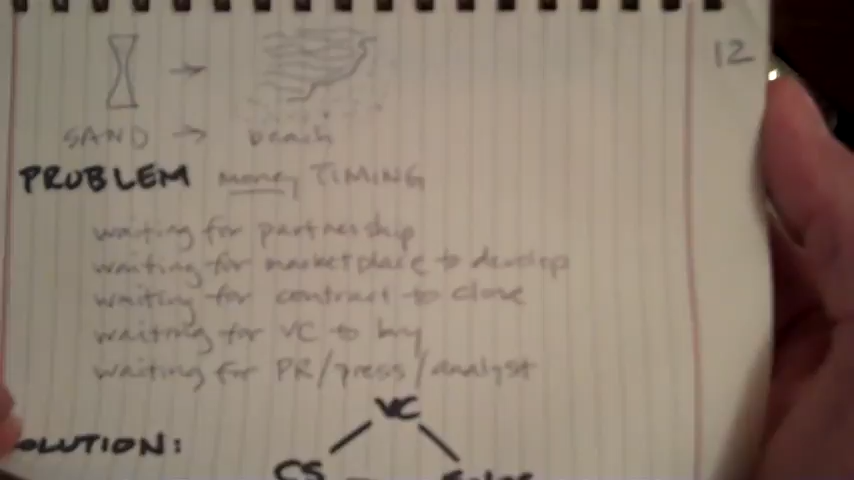 12
SAND → beach
PROBLEM money TIMING
waiting for partnership
waiting for marketplace to develop
waiting for contract to close
waiting for VC to buy
waiting for PR/press/analyst
VC
OLUTION:
CS Sales